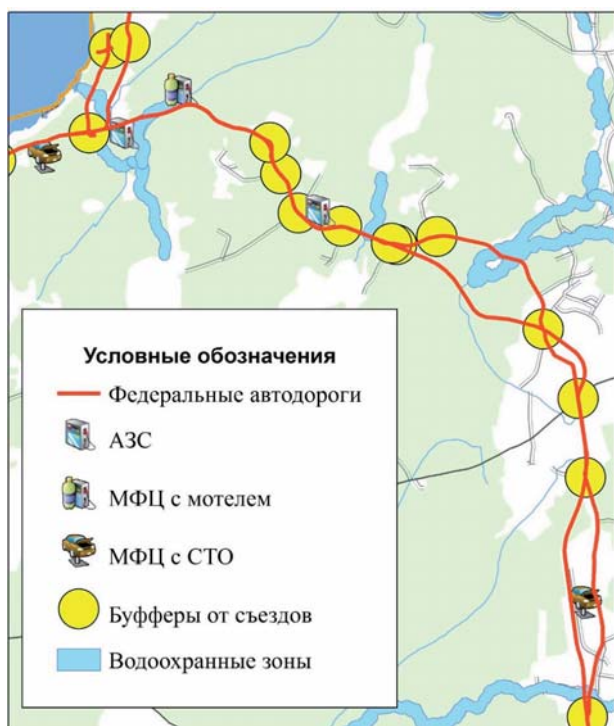 Условные обозначения
Федеральные автодороги
АЗС
МФЦ с мотелем
МФЦ с СТО
Буфферы от съездов
Водоохранные зоны